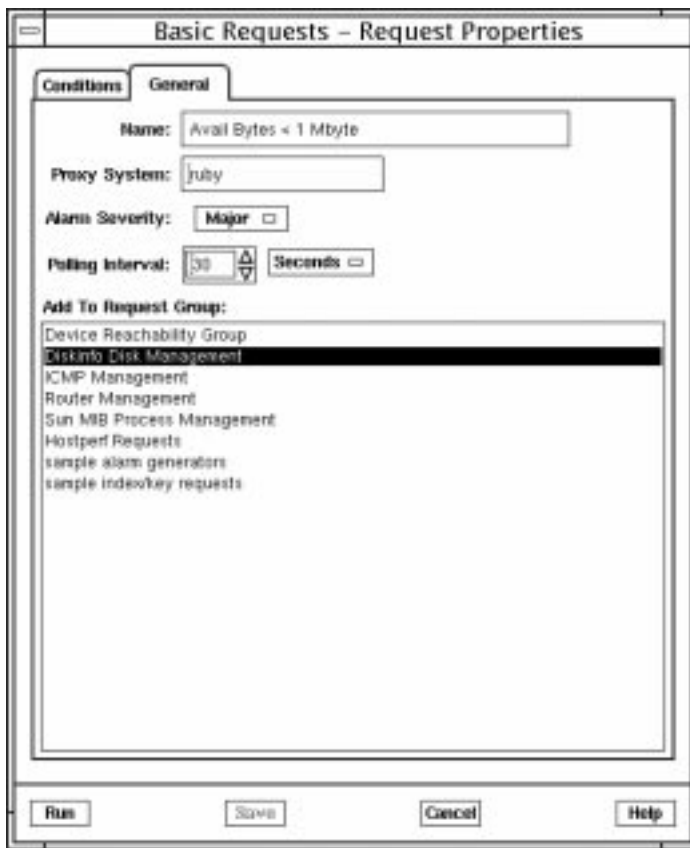 Basic Requests – Request Properties
Conditions General
Name: Avail Bytes < 1 Mbyte
Proxy System: ruby
Alarm Severity: Major
Polling Interval: 30 Seconds
Add To Request Group:
Device Reachability Group
Diskinfo Disk Management
ICMP Management
Router Management
Sun MIB Process Management
Hostperf Requests
sample alarm generators
sample index/key requests
Run Save Cancel Help